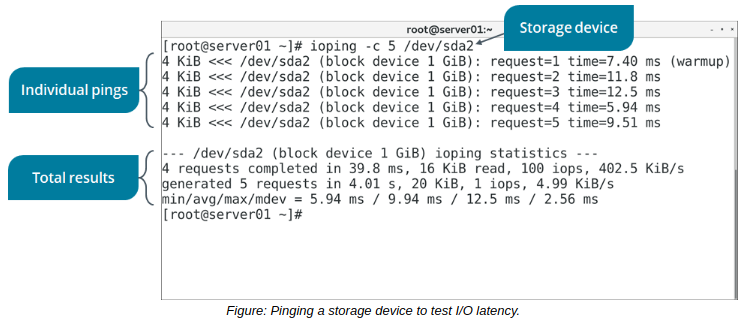 root@server01:~
Storage device
[root@server01 ~]# ioping -c 5 /dev/sda2
Individual pings
4 KiB <<< /dev/sda2 (block device 1 GiB): request=1 time=7.40 ms (warmup)
4 KiB <<< /dev/sda2 (block device 1 GiB): request=2 time=11.8 ms
4 KiB <<< /dev/sda2 (block device 1 GiB): request=3 time=12.5 ms
4 KiB <<< /dev/sda2 (block device 1 GiB): request=4 time=5.94 ms
4 KiB <<< /dev/sda2 (block device 1 GiB): request=5 time=9.51 ms
Total results
--- /dev/sda2 (block device 1 GiB) ioping statistics ---
4 requests completed in 39.8 ms, 16 KiB read, 100 iops, 402.5 KiB/s
generated 5 requests in 4.01 s, 20 KiB, 1 iops, 4.99 KiB/s
min/avg/max/mdev = 5.94 ms / 9.94 ms / 12.5 ms / 2.56 ms
[root@server01 ~]#
Figure: Pinging a storage device to test I/O latency.